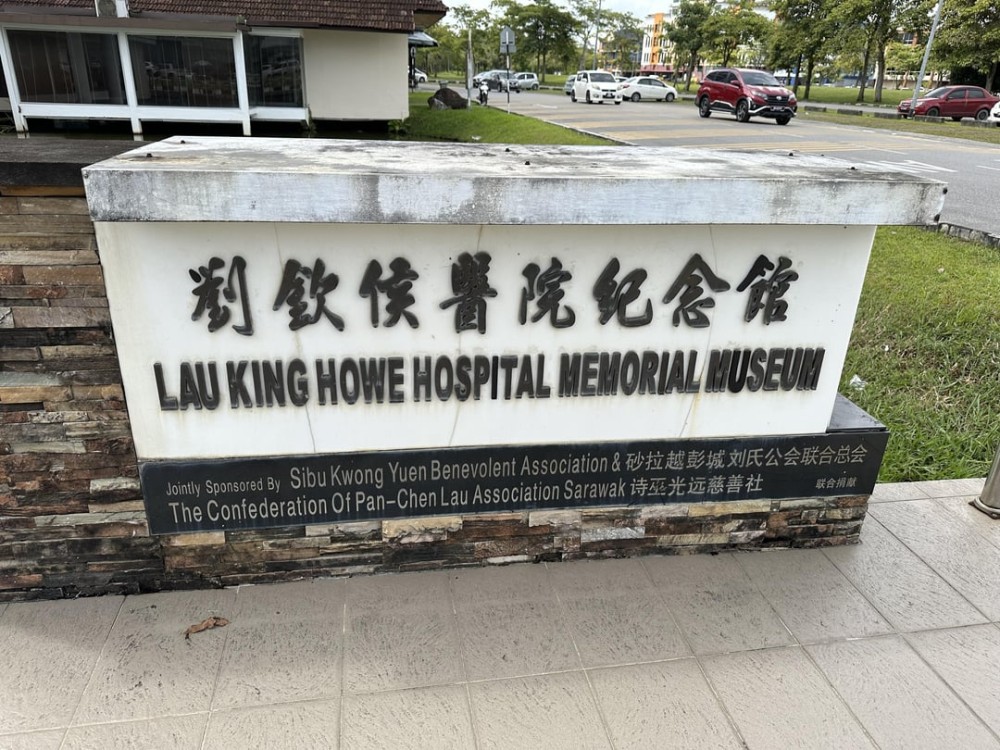 劉欽侯醫院纪念館
LAU KING HOWE HOSPITAL MEMORIAL MUSEUM
Jointly Sponsored By Sibu Kwong Yuen Benevolent Association & 砂拉越彭城刘氏公会联合总会
The Confederation Of Pan-Chen Lau Association Sarawak 诗巫光远慈善社 联合捐献